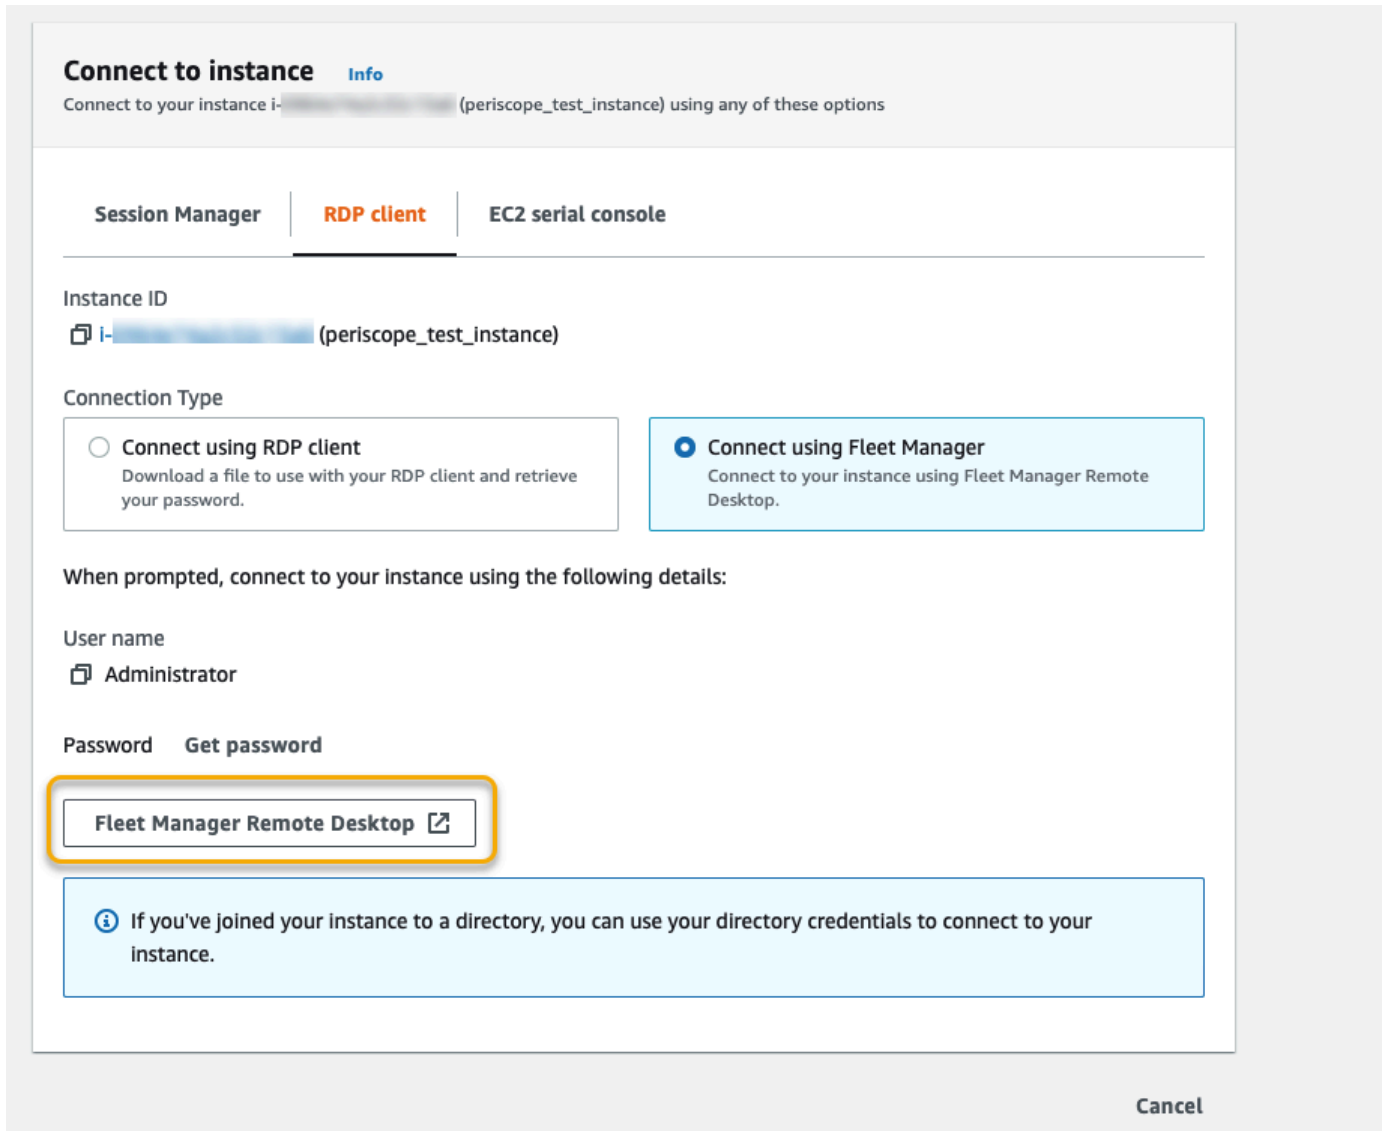 Connect to instance Info
Connect to your instance i- (periscope_test_instance) using any of these options
Session Manager RDP client EC2 serial console
Instance ID
i- (periscope_test_instance)
Connection Type
Connect using RDP client
Download a file to use with your RDP client and retrieve
your password.
Connect using Fleet Manager
Connect to your instance using Fleet Manager Remote
Desktop.
When prompted, connect to your instance using the following details:
User name
Administrator
Password Get password
Fleet Manager Remote Desktop
If you've joined your instance to a directory, you can use your directory credentials to connect to your
instance.
Cancel